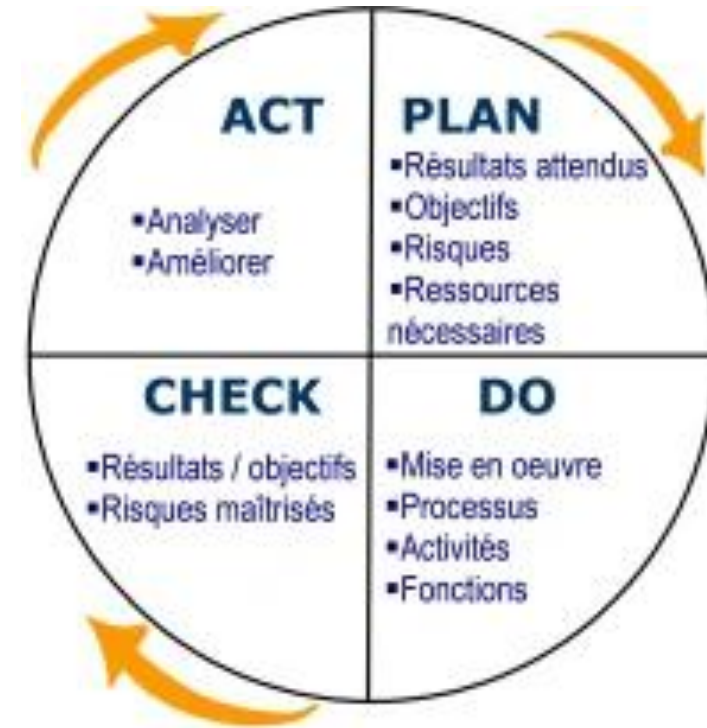 ACT
▪Analyser
▪Améliorer
PLAN
▪Résultats attendus
▪Objectifs
▪Risques
▪Ressources
nécessaires
CHECK
▪Résultats / objectifs
▪Risques maîtrisés
DO
▪Mise en oeuvre
▪Processus
▪Activités
▪Fonctions